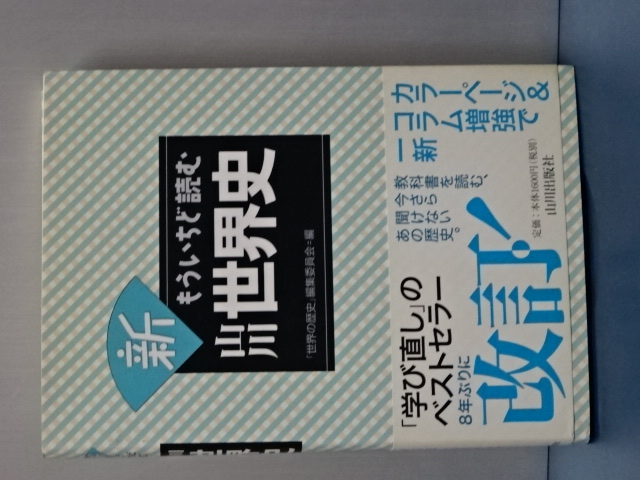 新
もういちど読む
山川 世界史
「世界の歴史」編集委員会=編
「学び直し」の
ベストセラー
8年ぶりに
改訂!
カラーページ&
コラム増強で
一新
教科書を読む、
今さら
聞けない
あの歴史。
定価:本体1600円(税別)
山川出版社